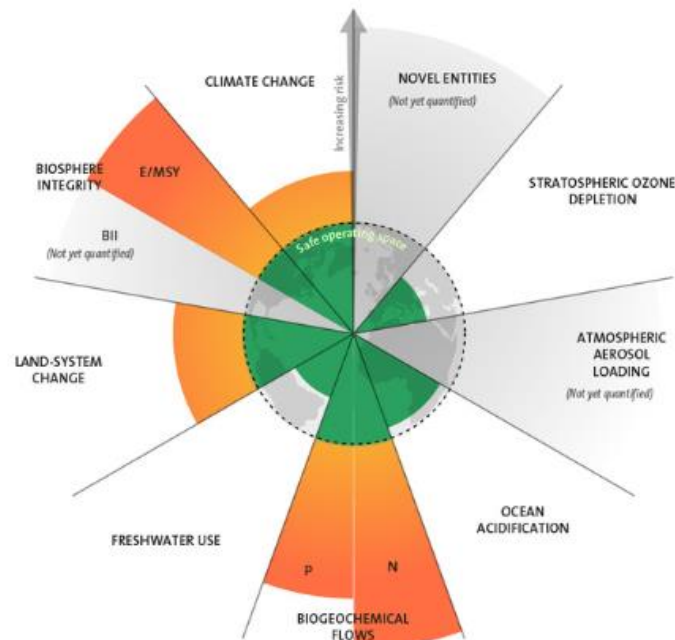 CLIMATE CHANGE
Increasing risk
NOVEL ENTITIES
(Not yet quantified)
STRATOSPHERIC OZONE
DEPLETION
ATMOSPHERIC
AEROSOL
LOADING
(Not yet quantified)
OCEAN
ACIDIFICATION
BIOGEOCHEMICAL
FLOWS
P
N
FRESHWATER USE
LAND-SYSTEM
CHANGE
BIOSPHERE
INTEGRITY
E/MSY
BII
(Not yet quantified)
Safe operating space